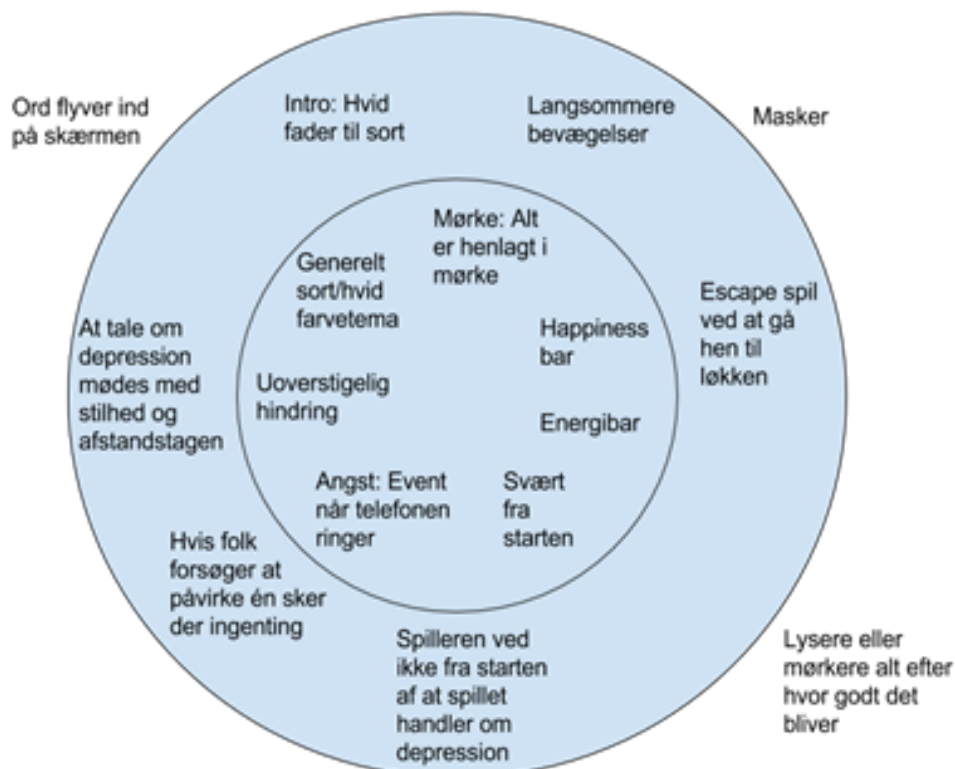 Ord flyver ind
på skærmen
Intro: Hvid
fader til sort
Langsommere
bevægelser
Masker
Mørke: Alt
er henlagt i
mørke
Generelt
sort/hvid
farvetema
Escape spil
ved at gå
hen til
løkken
At tale om
depression
mødes med
stilhed og
afstandstagen
Happiness
bar
Uoverstigelig
hindring
Energibar
Angst: Event
når telefonen
ringer
Svært
fra
starten
Hvis folk
forsøger at
påvirke én sker
der ingenting
Spilleren ved
ikke fra starten
af at spillet
handler om
depression
Lysere eller
mørkere alt efter
hvor godt det
bliver